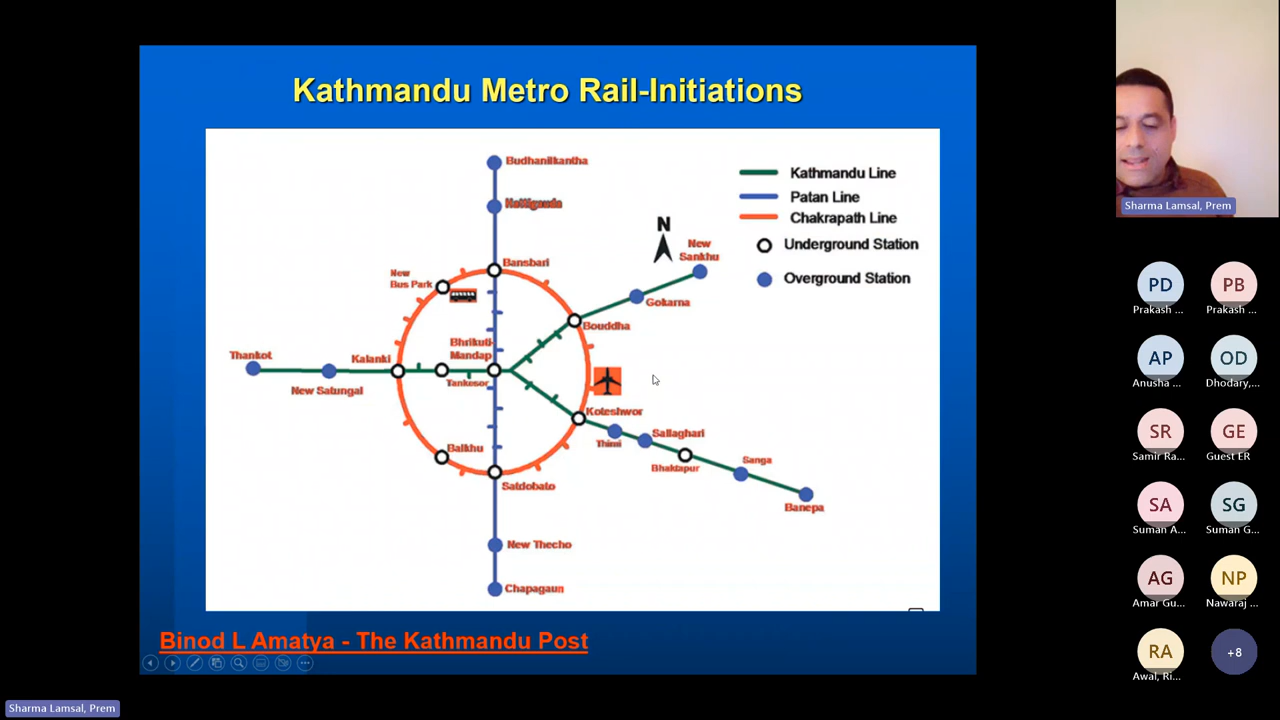 Kathmandu Metro Rail-Initiations
Budhanilkantha
Bansbari
New
Bus Park
Bhrikuti-
Mandap
Tankesor
Kalanki
Thankot
New Satungal
Balkhu
Satdobato
New Thecho
Chapagaun
Bouddha
Gokarna
New
Sankhu
N
Koteshwor
Thimi
Sallaghari
Bhaktapur
Sanga
Banepa
Kathmandu Line
Patan Line
Chakrapath Line
Underground Station
Overground Station
Binod L Amatya - The Kathmandu Post
Sharma Lamsal, Prem
PD
Prakash ...
PB
Prakash ...
AP
Anusha ...
OD
Dhodary,...
SR
Samir Ra...
GE
Guest ER
SA
Suman A...
SG
Suman G...
AG
Amar Gu...
NP
Nawaraj ...
RA
Awal, Ri...
+8
Sharma Lamsal, Prem